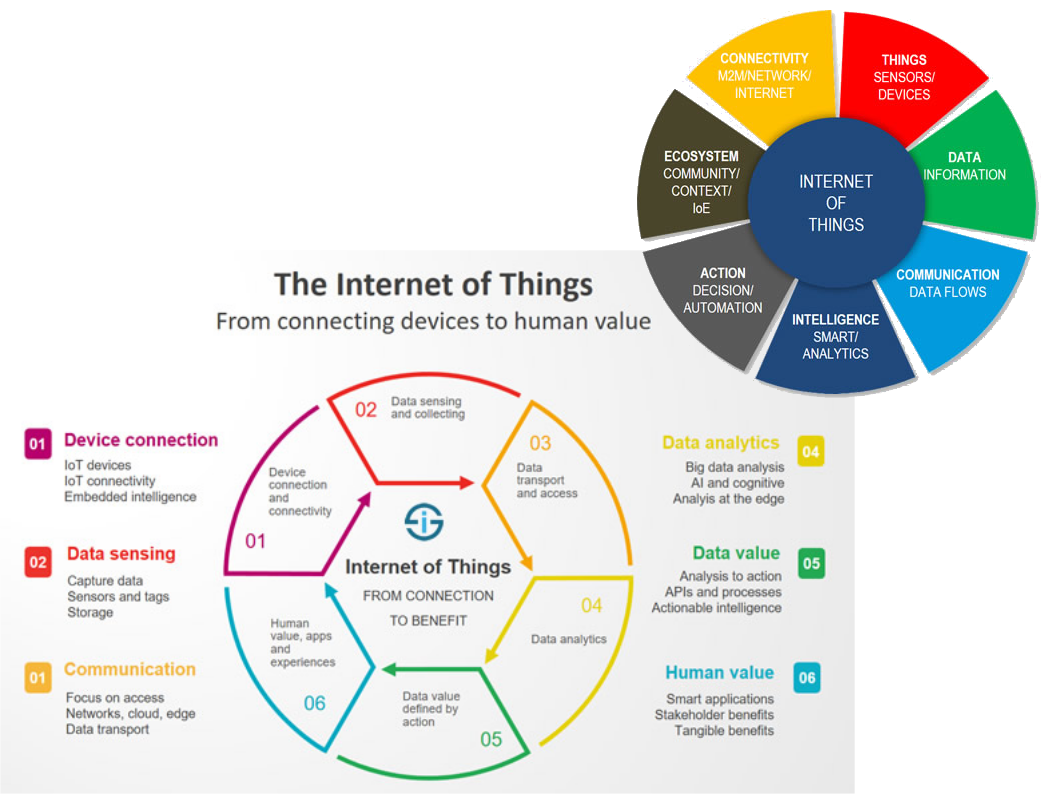 CONNECTIVITY
M2M/NETWORK/
INTERNET
THINGS
SENSORS/
DEVICES
DATA
INFORMATION
COMMUNICATION
DATA FLOWS
INTELLIGENCE
SMART/
ANALYTICS
ACTION
DECISION/
AUTOMATION
ECOSYSTEM
COMMUNITY/
CONTEXT/
IoE
INTERNET
OF
THINGS
The Internet of Things
From connecting devices to human value
01 Device connection
IoT devices
IoT connectivity
Embedded intelligence
02 Data sensing
Capture data
Sensors and tags
Storage
01 Communication
Focus on access
Networks, cloud, edge
Data transport
Device
connection
and
connectivity
01
02
Data sensing
and collecting
03
Data
transport
and access
04
Data analytics
Data value
defined by
action
05
Human
value, apps
and
experiences
06
Internet of Things
FROM CONNECTION
TO BENEFIT
Data analytics 04
Big data analysis
AI and cognitive
Analyis at the edge
Data value 05
Analysis to action
APIs and processes
Actionable intelligence
Human value 06
Smart applications
Stakeholder benefits
Tangible benefits